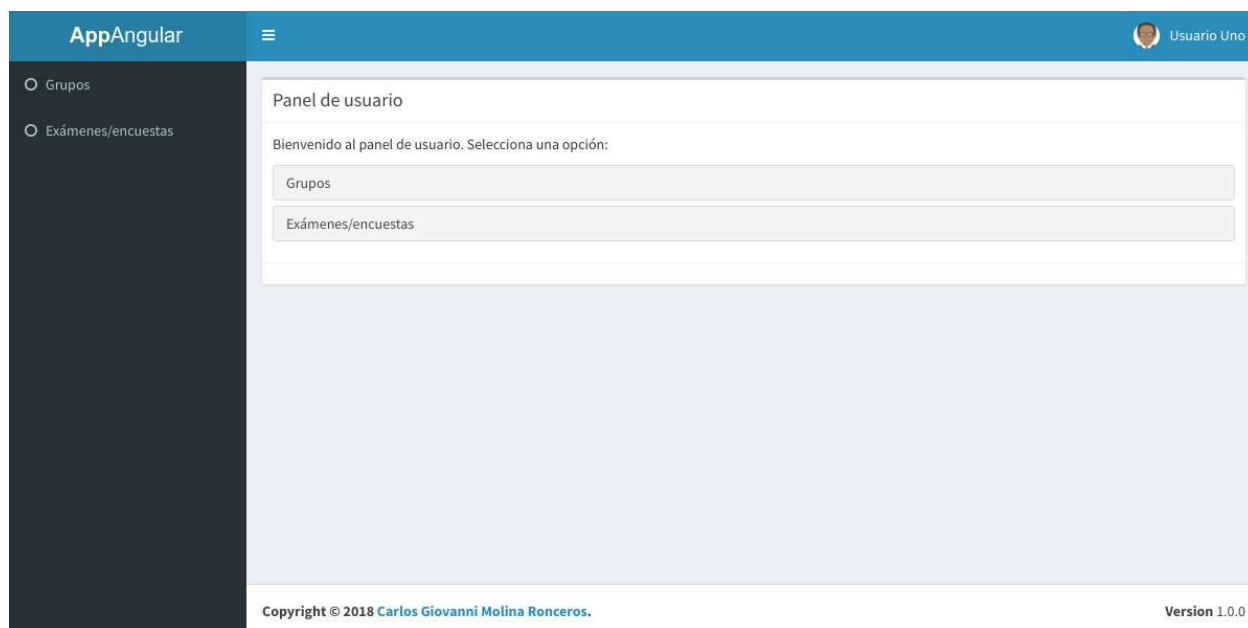 AppAngular
Usuario Uno
Grupos
Exámenes/encuestas
Panel de usuario
Bienvenido al panel de usuario. Selecciona una opción:
Grupos
Exámenes/encuestas
Copyright © 2018 Carlos Giovanni Molina Ronceros.
Version 1.0.0